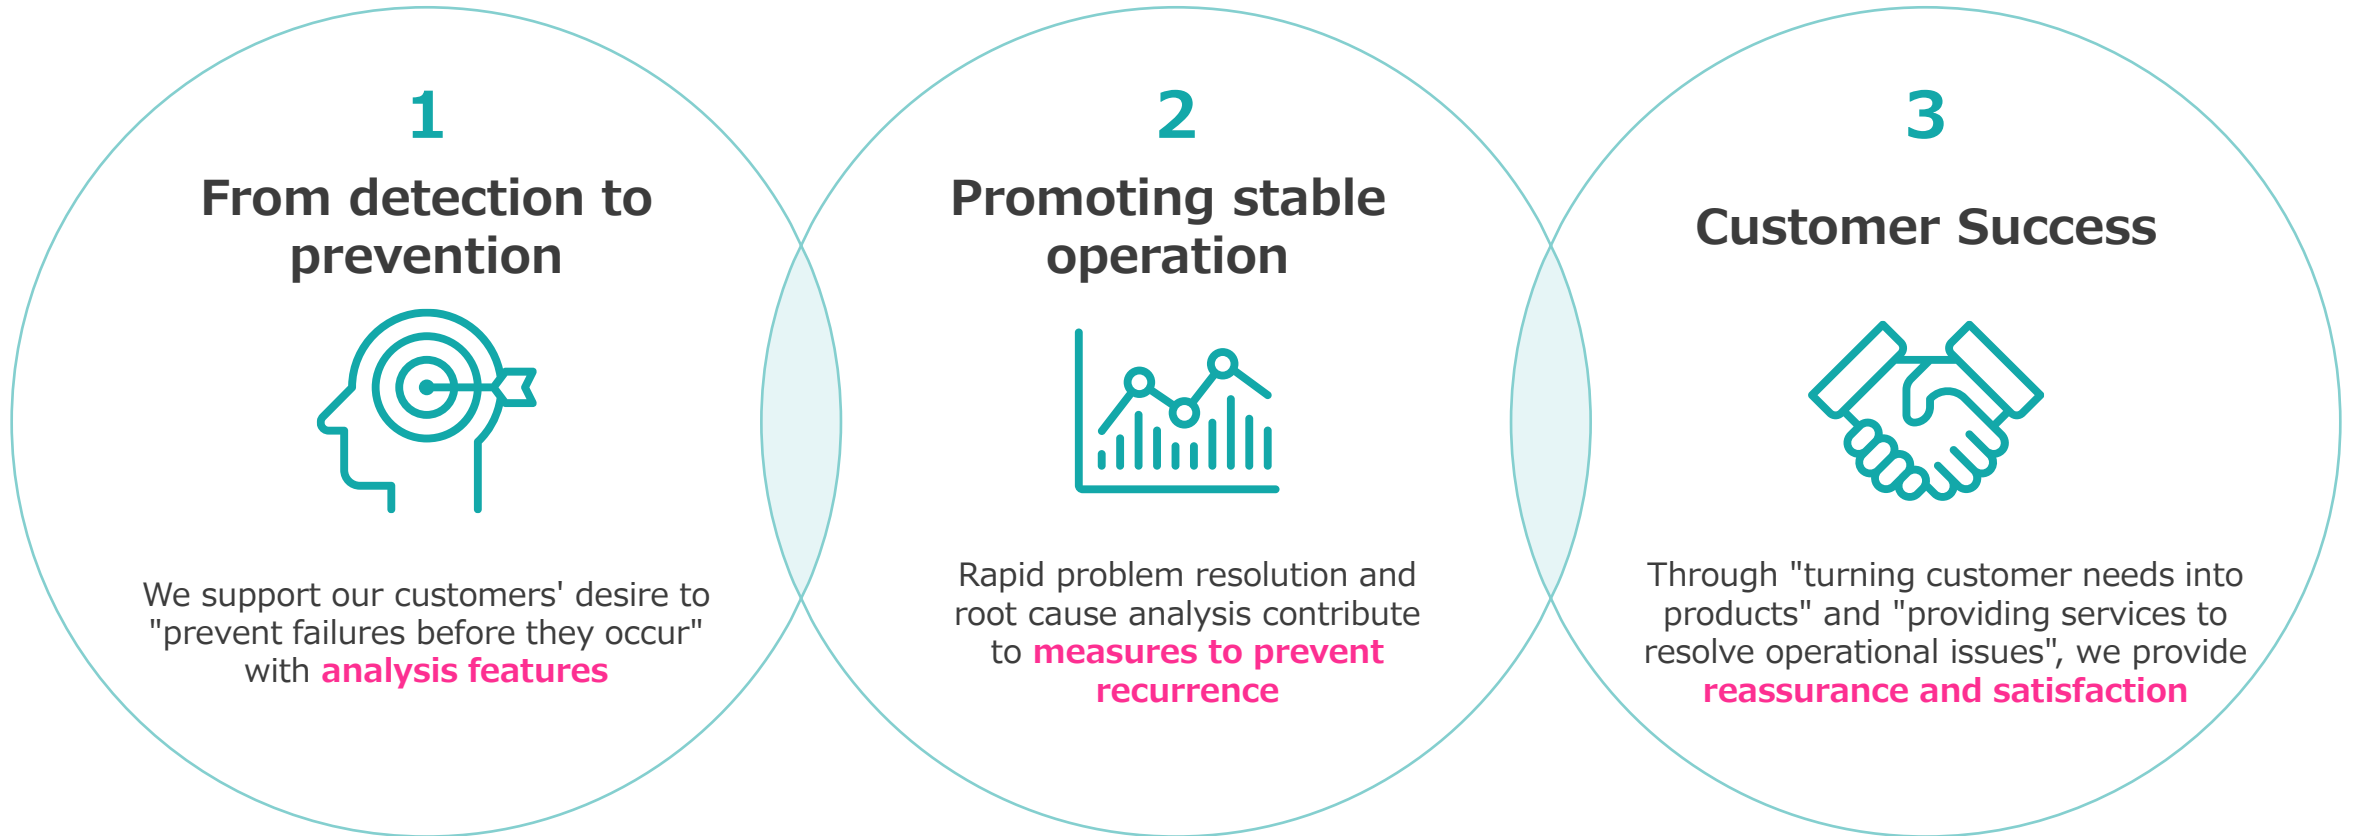 1
From detection to
prevention
We support our customers' desire to
"prevent failures before they occur"
with analysis features
2
Promoting stable
operation
Rapid problem resolution and
root cause analysis contribute
to measures to prevent
recurrence
3
Customer Success
Through "turning customer needs into
products" and "providing services to
resolve operational issues", we provide
reassurance and satisfaction